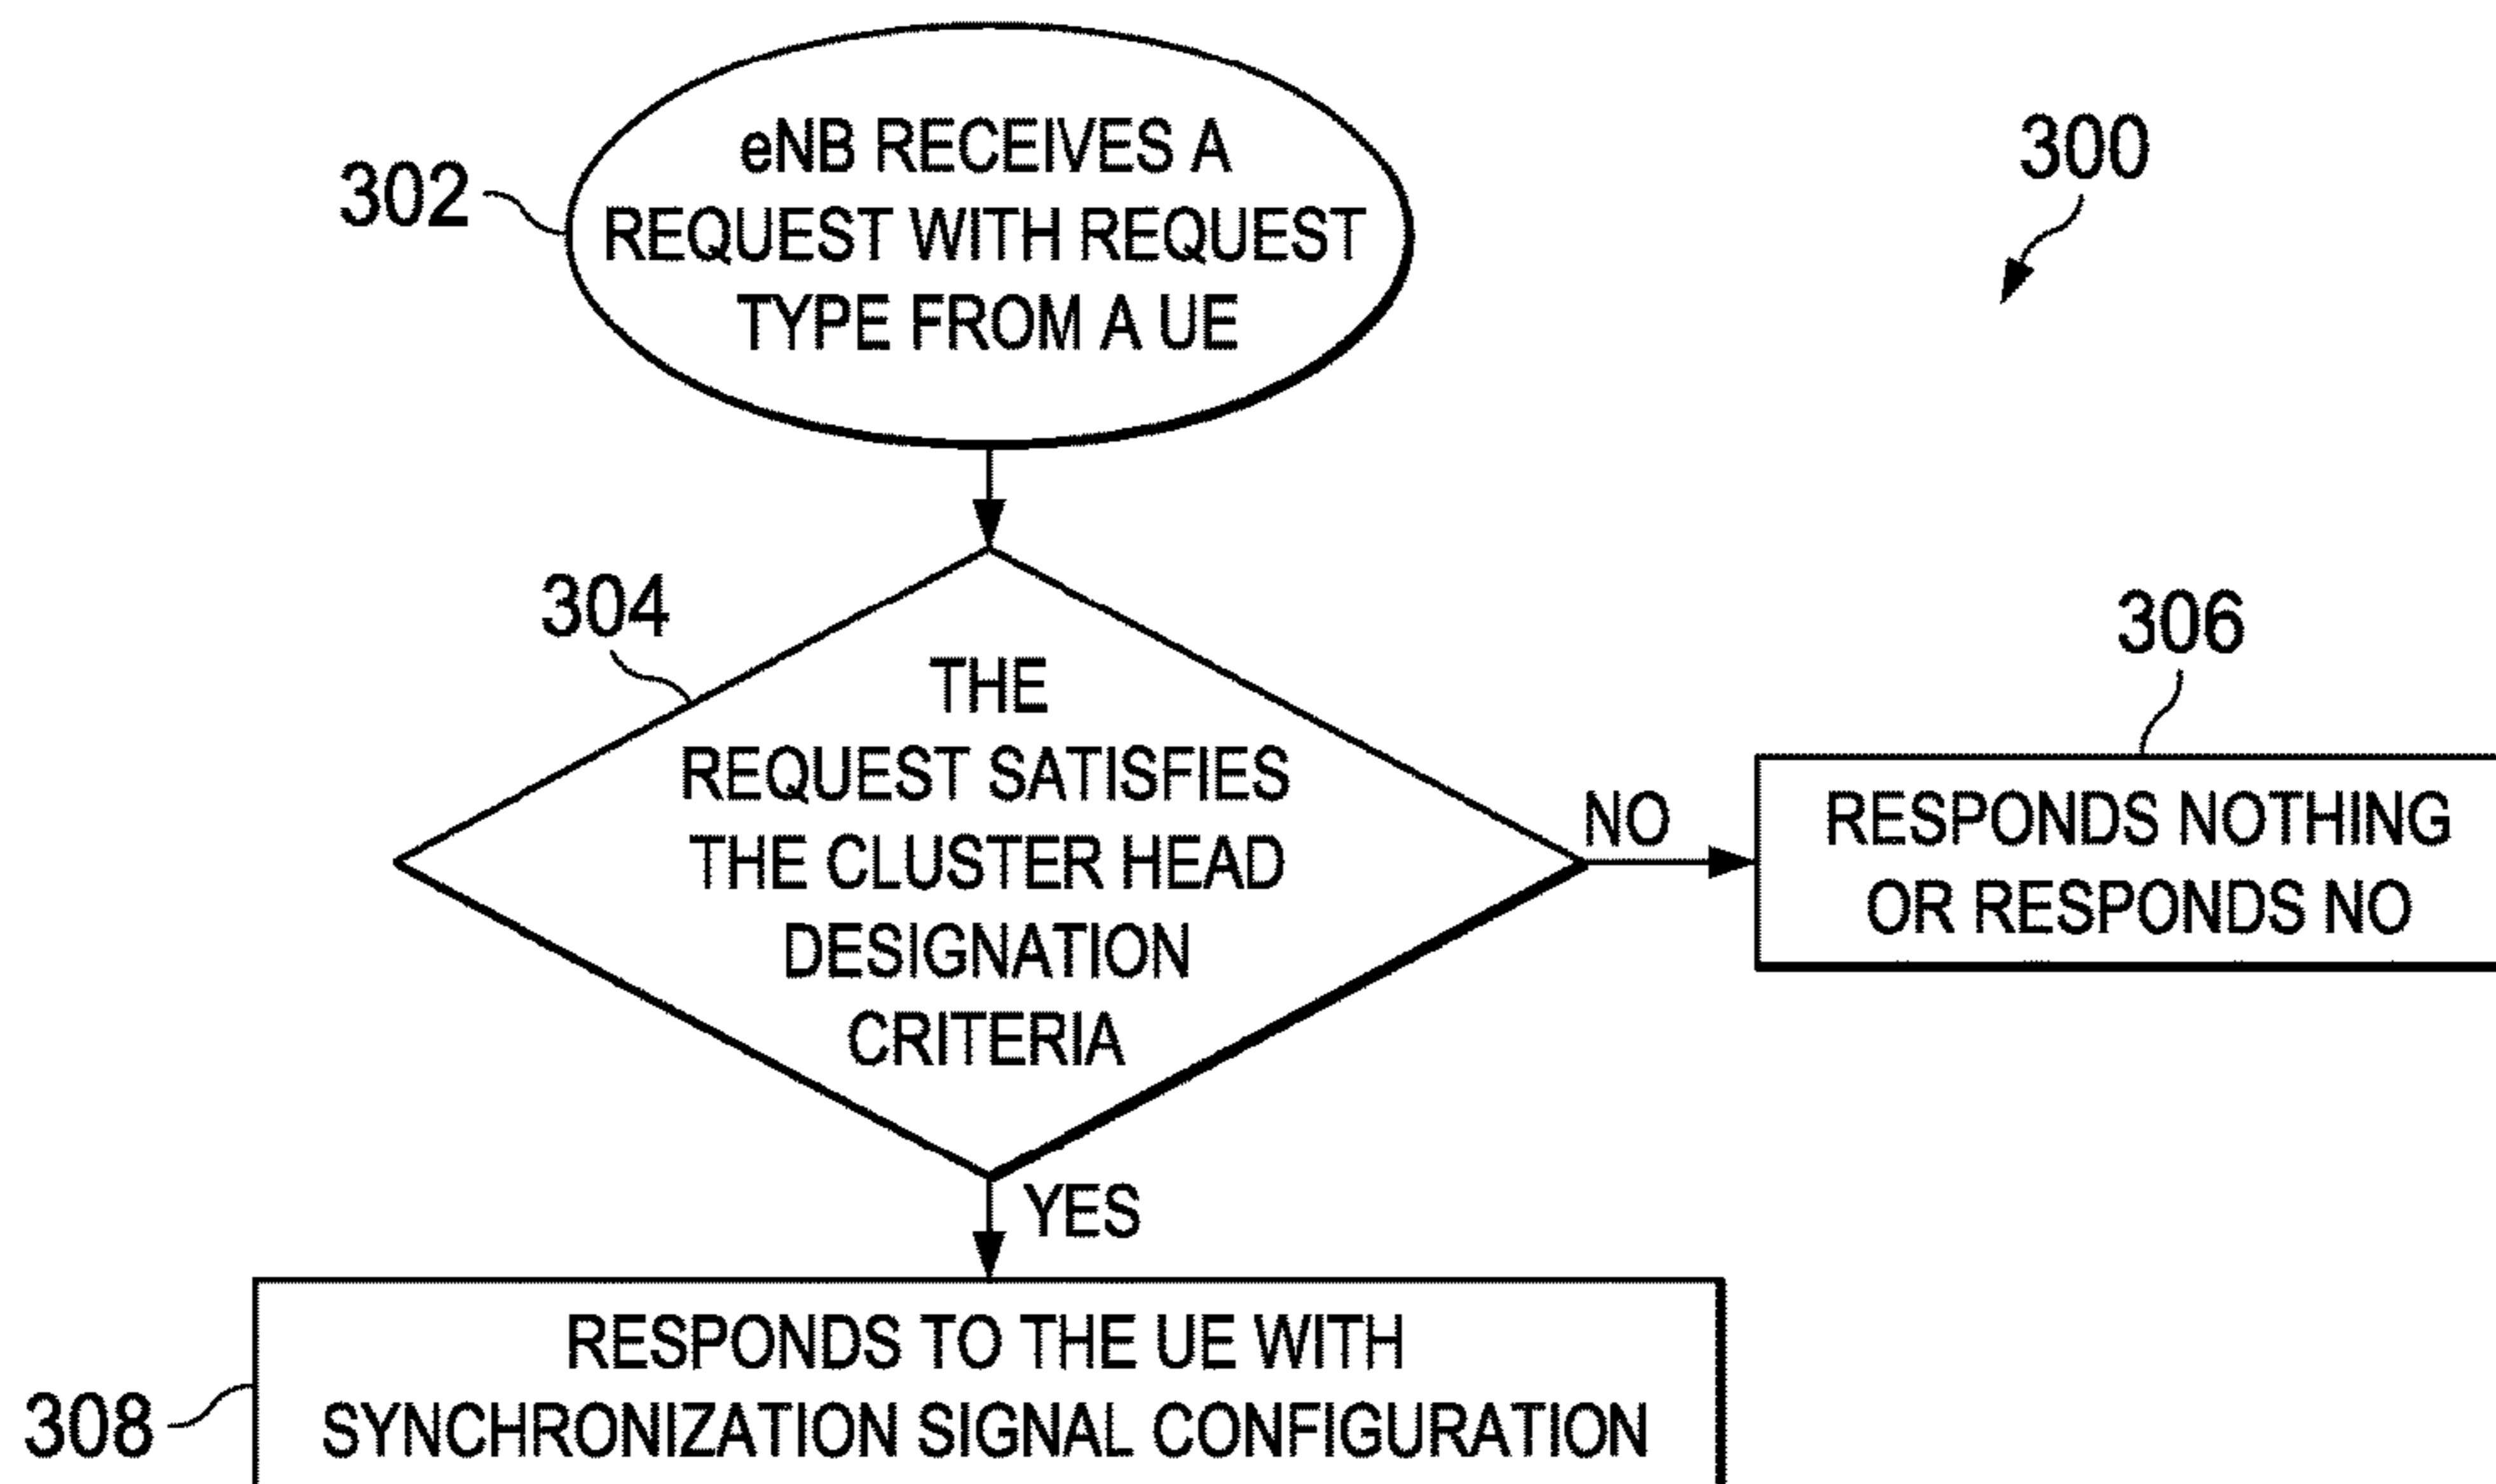 302
eNB RECEIVES A
REQUEST WITH REQUEST
TYPE FROM A UE
300
304
THE
REQUEST SATISFIES
THE CLUSTER HEAD
DESIGNATION
CRITERIA
NO
306
RESPONDS NOTHING
OR RESPONDS NO
YES
308
RESPONDS TO THE UE WITH
SYNCHRONIZATION SIGNAL CONFIGURATION